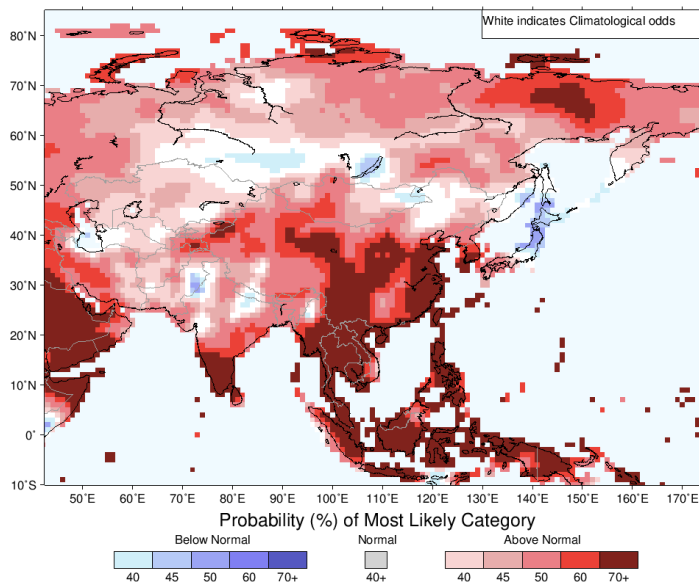 White indicates Climatological odds
80°N
70°N
60°N
50°N
40°N
30°N
20°N
10°N
0°
10°S
50°E 60°E 70°E 80°E 90°E 100°E 110°E 120°E 130°E 140°E 150°E 160°E 170°E
Probability (%) of Most Likely Category
Below Normal Normal Above Normal
40 45 50 60 70+ 40+ 40 45 50 60 70+